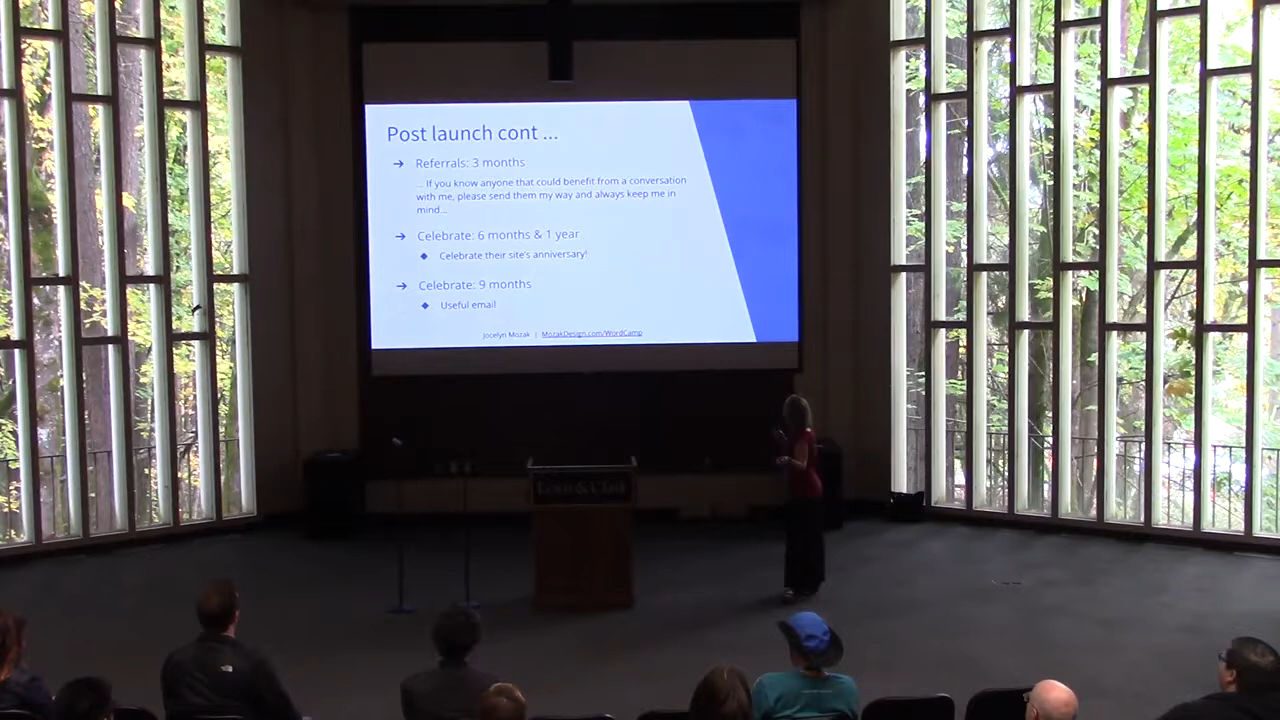 Post launch cont ...
→ Referrals: 3 months
... If you know anyone that could benefit from a conversation
with me, please send them my way and always keep me in
mind...
→ Celebrate: 6 months & 1 year
◆ Celebrate their site's anniversary!
→ Celebrate: 9 months
◆ Useful email
Jocelyn Mozak | MozakDesign.com/WordCamp
Lewis & Clark